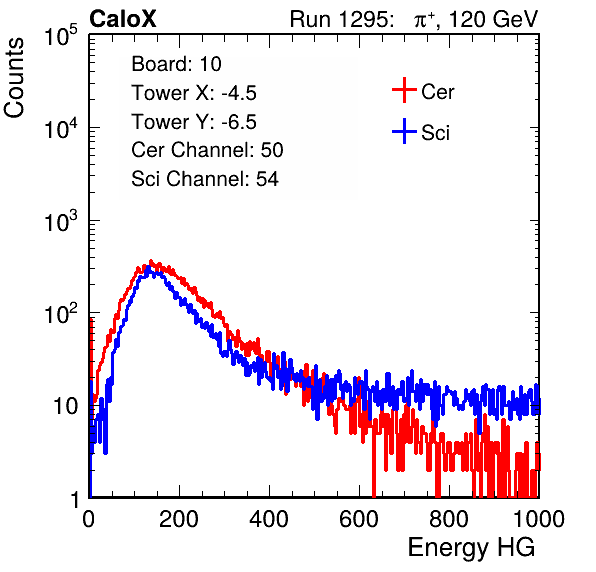 CaloX Run 1295: π⁺, 120 GeV
Counts
Board: 10
Tower X: -4.5
Tower Y: -6.5
Cer Channel: 50
Sci Channel: 54
Cer
Sci
10⁵
10⁴
10³
10²
10
1
0 200 400 600 800 1000
Energy HG